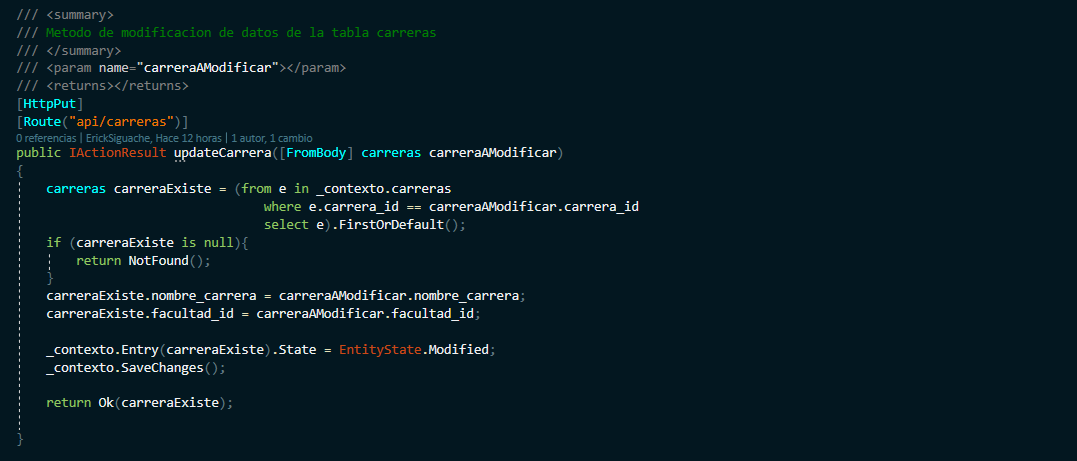 /// <summary>
/// Metodo de modificacion de datos de la tabla carreras
/// </summary>
/// <param name="carreraAModificar"></param>
/// <returns></returns>
[HttpPut]
[Route("api/carreras")]
0 referencias | ErickSiguache, Hace 12 horas | 1 autor, 1 cambio
public IActionResult updateCarrera([FromBody] carreras carreraAModificar)
{
    carreras carreraExiste = (from e in _contexto.carreras
                              where e.carrera_id == carreraAModificar.carrera_id
                              select e).FirstOrDefault();
    if (carreraExiste is null){
        return NotFound();
    }
    carreraExiste.nombre_carrera = carreraAModificar.nombre_carrera;
    carreraExiste.facultad_id = carreraAModificar.facultad_id;

    _contexto.Entry(carreraExiste).State = EntityState.Modified;
    _contexto.SaveChanges();

    return Ok(carreraExiste);

}